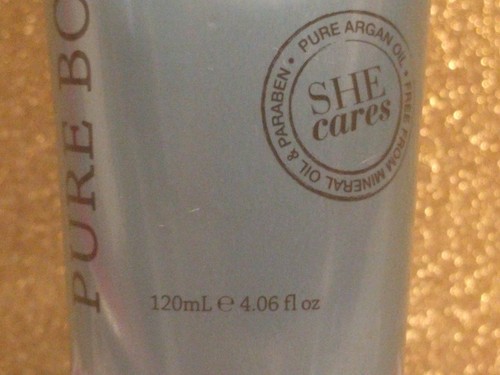 PURE BO
• PURE ARGAN OIL • FREE FROM MINERAL OIL & PARABEN
SHE
cares
120mL ℮ 4.06 fl oz